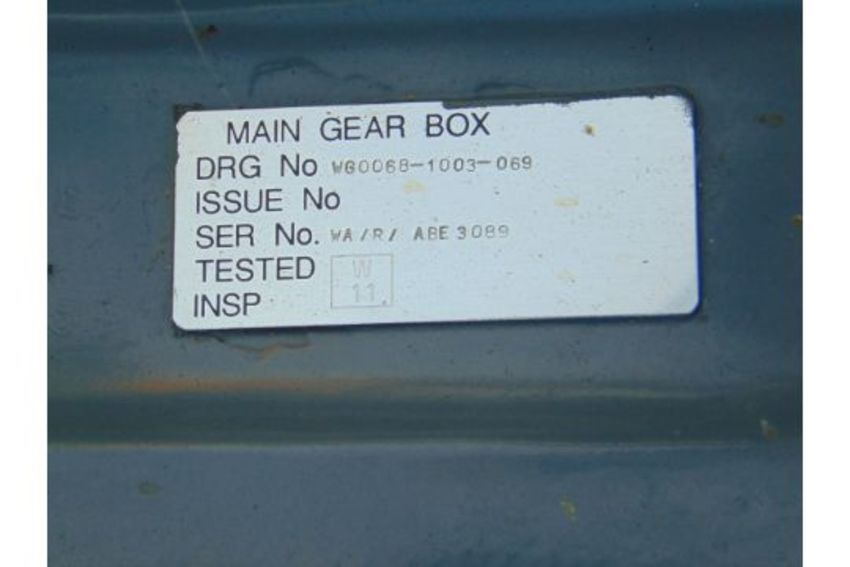 MAIN GEAR BOX
DRG No WG0068-1003-069
ISSUE No
SER No. WA/R/ ABE 3089
TESTED W
11
INSP